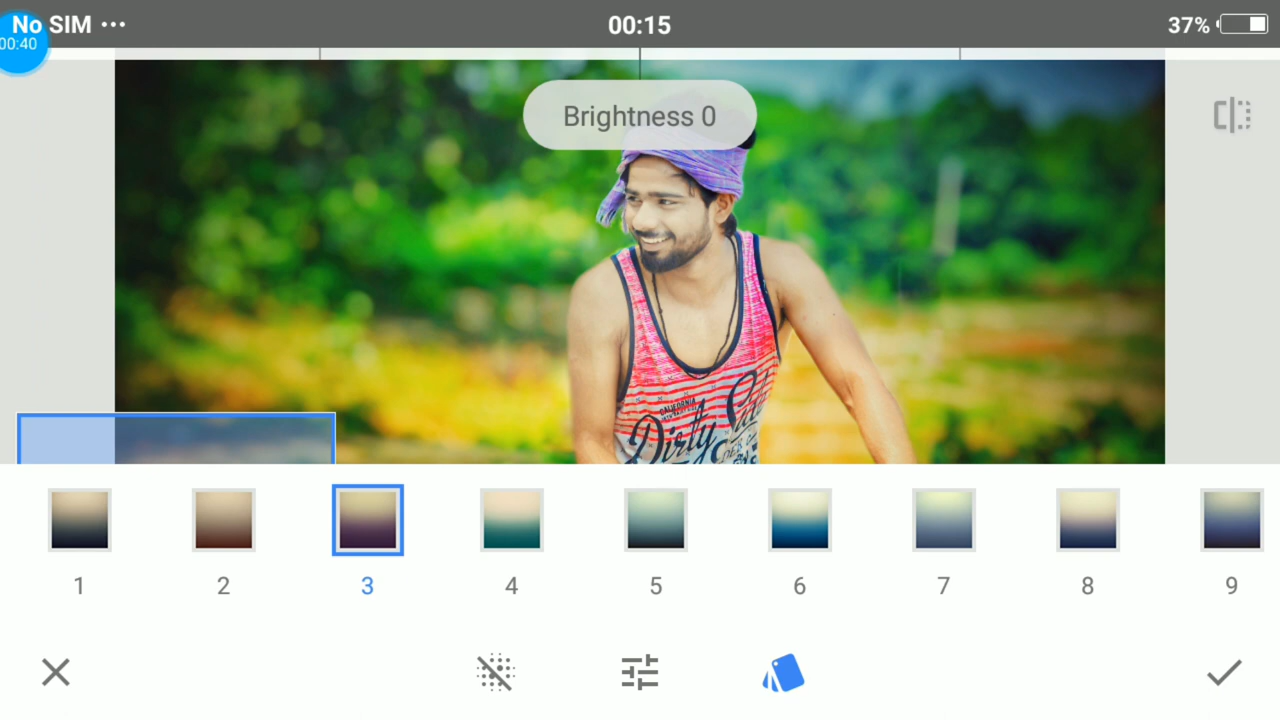 No SIM ••• 00:15 37%
00:40
Brightness 0
CALIFORNIA
Dirty
1 2 3 4 5 6 7 8 9